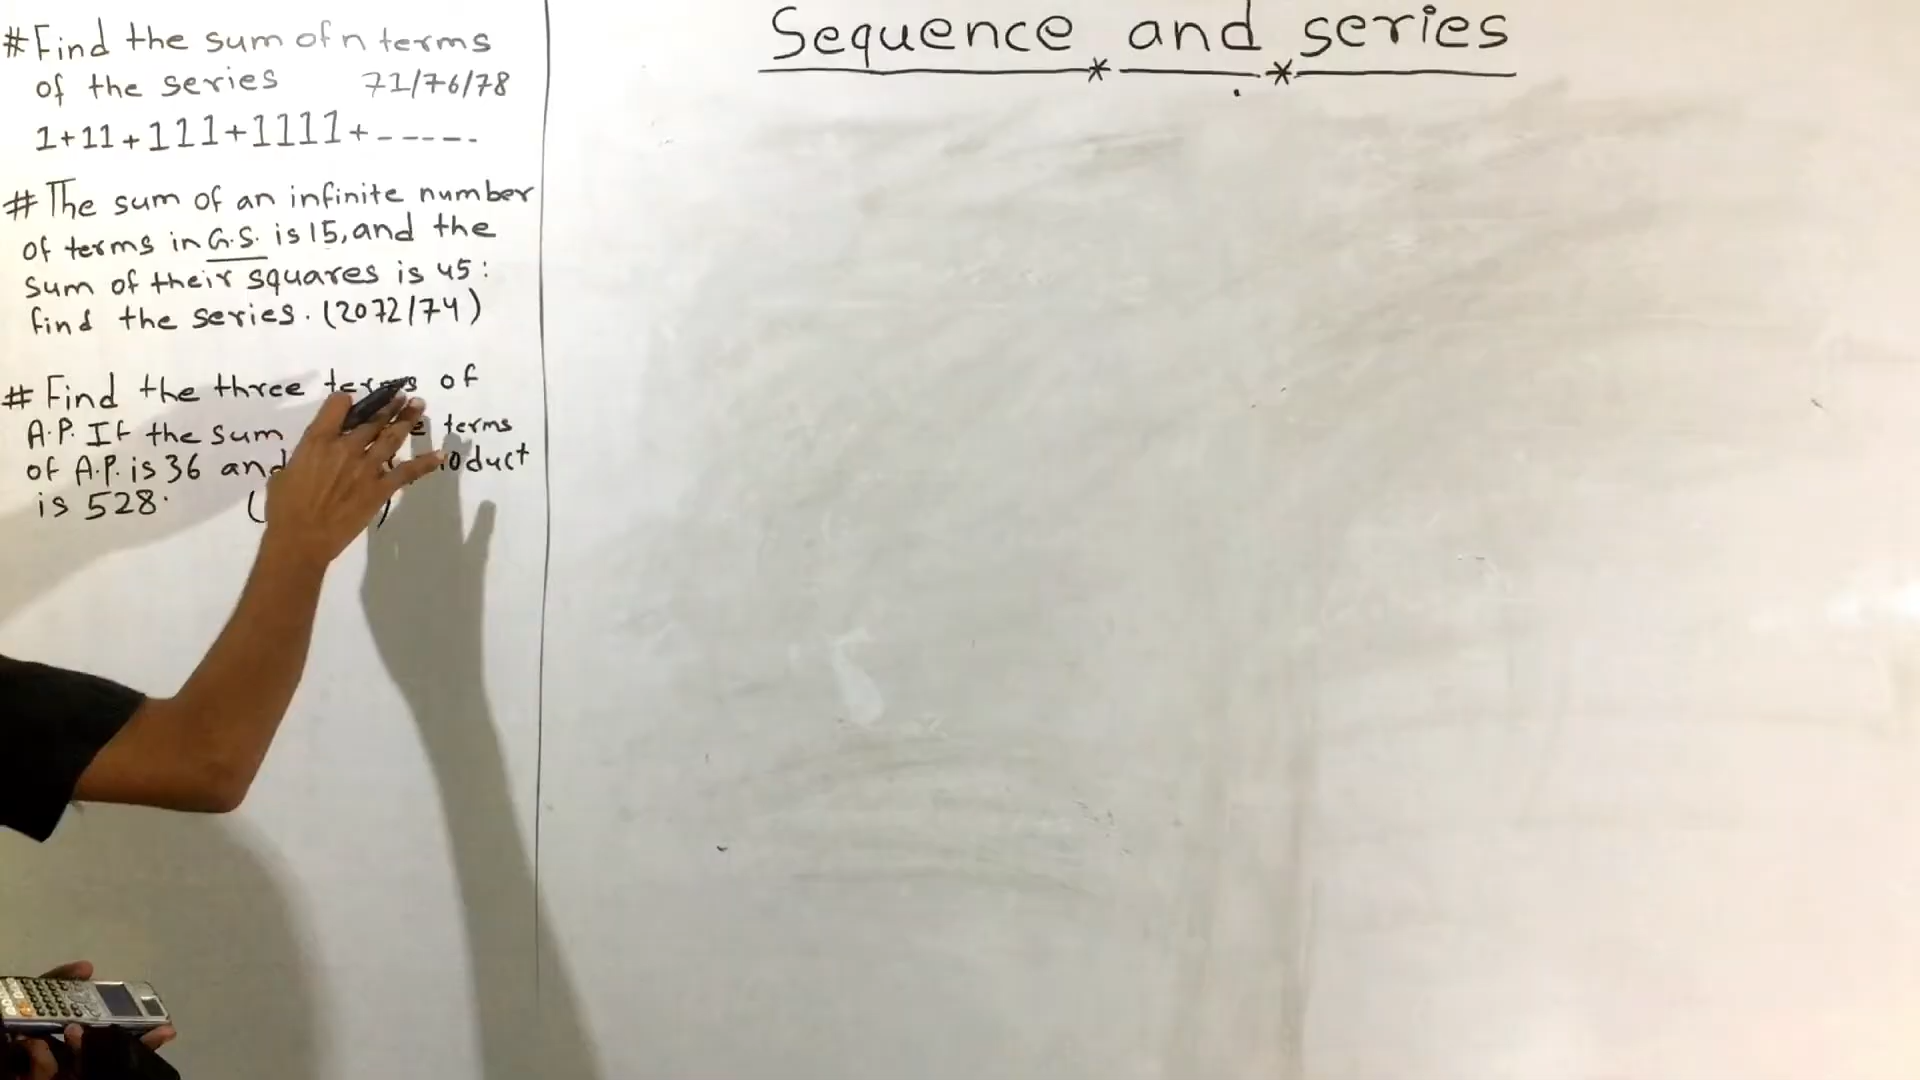 Sequence and series
#Find the sum of n terms
of the series 71/76/78
1+11+111+1111+-----
#The sum of an infinite number
of terms in G.S. is 15, and the
sum of their squares is 45:
find the series. (2072/74)
#Find the three terms of
A.P. If the sum terms
of A.P. is 36 and product
is 528.